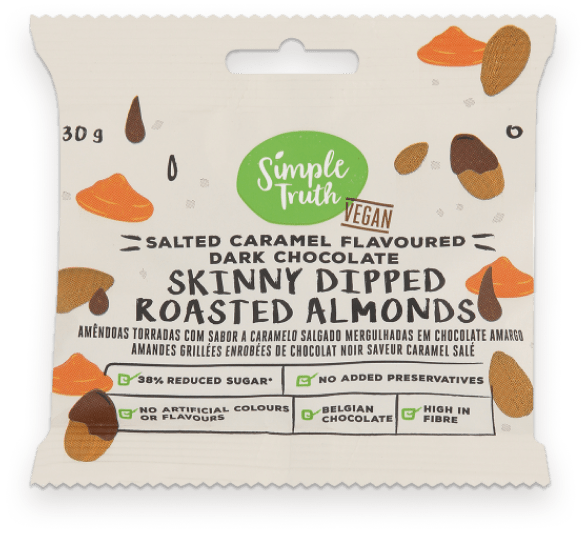 30 g
Simple
Truth
VEGAN
SALTED CARAMEL FLAVOURED
DARK CHOCOLATE
SKINNY DIPPED
ROASTED ALMONDS
AMÊNDOAS TORRADAS COM SABOR A CARAMELO SALGADO MERGULHADAS EM CHOCOLATE AMARGO
AMANDES GRILLÉES ENROBÉES DE CHOCOLAT NOIR SAVEUR CARAMEL SALÉ
38% REDUCED SUGAR*
NO ADDED PRESERVATIVES
NO ARTIFICIAL COLOURS
OR FLAVOURS
BELGIAN
CHOCOLATE
HIGH IN
FIBRE